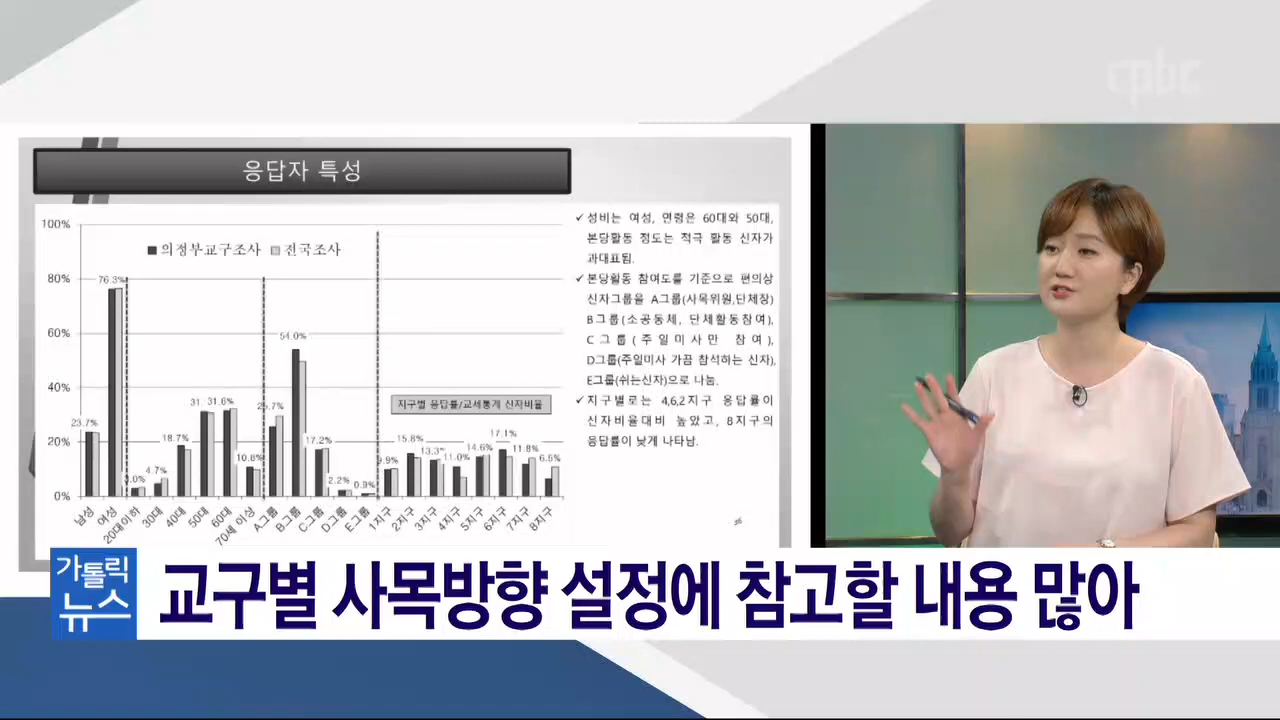 cpbc
응답자 특성
100%
80%
60%
40%
20%
0%
■의정부교구조사 ■전국조사
23.7%
76.3%
3.0%
4.7%
18.7%
31.6%
10.8%
25.7%
54.0%
17.2%
2.2%
0.9%
지구별 응답률/교세통계 신자비율
9.9%
15.8%
13.3%
11.0%
14.6%
17.1%
11.8%
6.5%
남성
여성
20대이하
30대
40대
50대
60대
70세 이상
A그룹
B그룹
C그룹
D그룹
E그룹
1지구
2지구
3지구
4지구
5지구
6지구
7지구
8지구
✓ 성비는 여성, 연령은 60대와 50대,
본당활동 정도는 적극 활동 신자가
과대표됨.
✓ 본당활동 참여도를 기준으로 편의상
신자그룹을 A그룹(사목위원,단체장)
B그룹(소공동체, 단체활동참여),
C그룹(주일미사만 참여),
D그룹(주일미사 가끔 참석하는 신자),
E그룹(쉬는신자)으로 나눔.
✓ 지구별로는 4,6,2지구 응답률이
신자비율대비 높았고, 8지구의
응답률이 낮게 나타남.
가톨릭
뉴스
교구별 사목방향 설정에 참고할 내용 많아